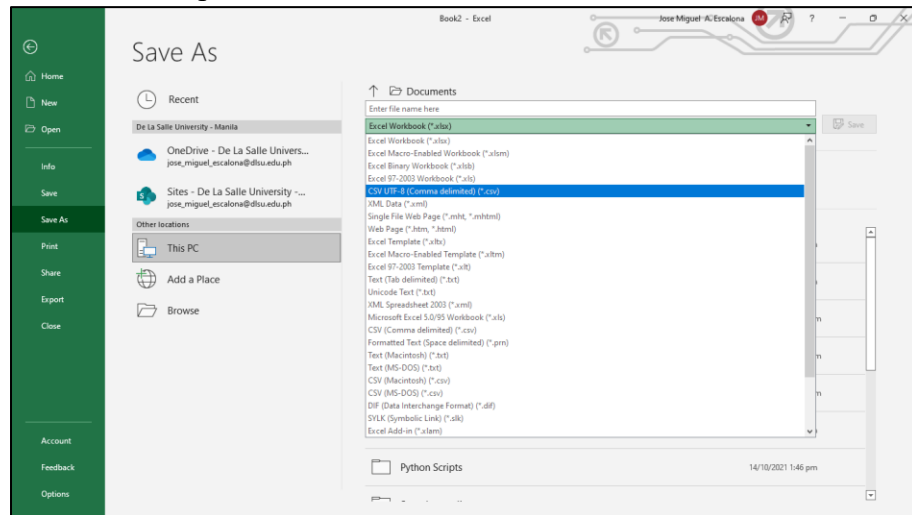 Book2 - Excel
Jose Miguel A. Escalona
JM
?
Save As
Home
New
Open
Info
Save
Save As
Print
Share
Export
Close
Account
Feedback
Options
Recent
De La Salle University - Manila
OneDrive - De La Salle Univers...
jose_miguel_escalona@dlsu.edu.ph
Sites - De La Salle University -...
jose_miguel_escalona@dlsu.edu.ph
Other locations
This PC
Add a Place
Browse
Documents
Enter file name here
Excel Workbook (*.xlsx)
Save
Excel Workbook (*.xlsx)
Excel Macro-Enabled Workbook (*.xlsm)
Excel Binary Workbook (*.xlsb)
Excel 97-2003 Workbook (*.xls)
CSV UTF-8 (Comma delimited) (*.csv)
XML Data (*.xml)
Single File Web Page (*.mht, *.mhtml)
Web Page (*.htm, *.html)
Excel Template (*.xltx)
Excel Macro-Enabled Template (*.xltm)
Excel 97-2003 Template (*.xlt)
Text (Tab delimited) (*.txt)
Unicode Text (*.txt)
XML Spreadsheet 2003 (*.xml)
Microsoft Excel 5.0/95 Workbook (*.xls)
CSV (Comma delimited) (*.csv)
Formatted Text (Space delimited) (*.prn)
Text (Macintosh) (*.txt)
Text (MS-DOS) (*.txt)
CSV (Macintosh) (*.csv)
CSV (MS-DOS) (*.csv)
DIF (Data Interchange Format) (*.dif)
SYLK (Symbolic Link) (*.slk)
Excel Add-in (*.xlam)
Python Scripts
14/10/2021 1:46 pm